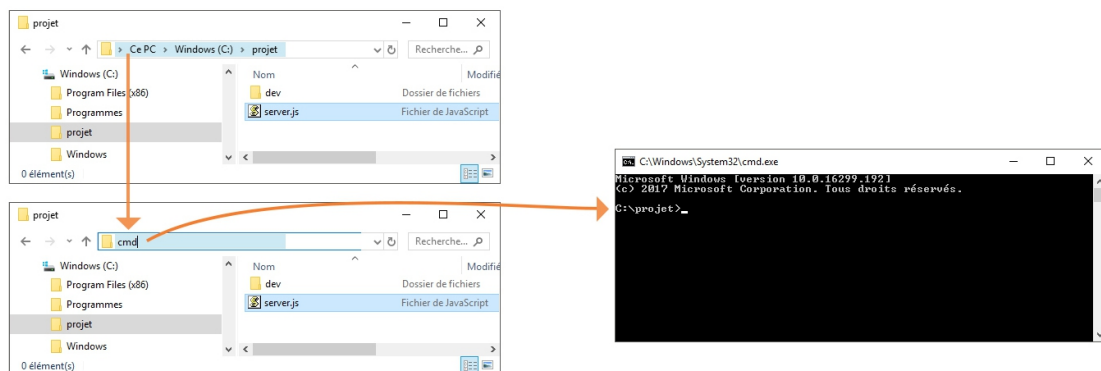 projet
Ce PC > Windows (C:) > projet
Recherche...
Windows (C:)
Program Files (x86)
Programmes
projet
Windows
Nom Modifié
dev Dossier de fichiers
server.js Fichier de JavaScript
0 élément(s)
projet
cmd
Recherche...
Windows (C:)
Program Files (x86)
Programmes
projet
Windows
Nom Modifié
dev Dossier de fichiers
server.js Fichier de JavaScript
0 élément(s)
C:\Windows\System32\cmd.exe
Microsoft Windows [version 10.0.16299.192]
(c) 2017 Microsoft Corporation. Tous droits réservés.
C:\projet>_